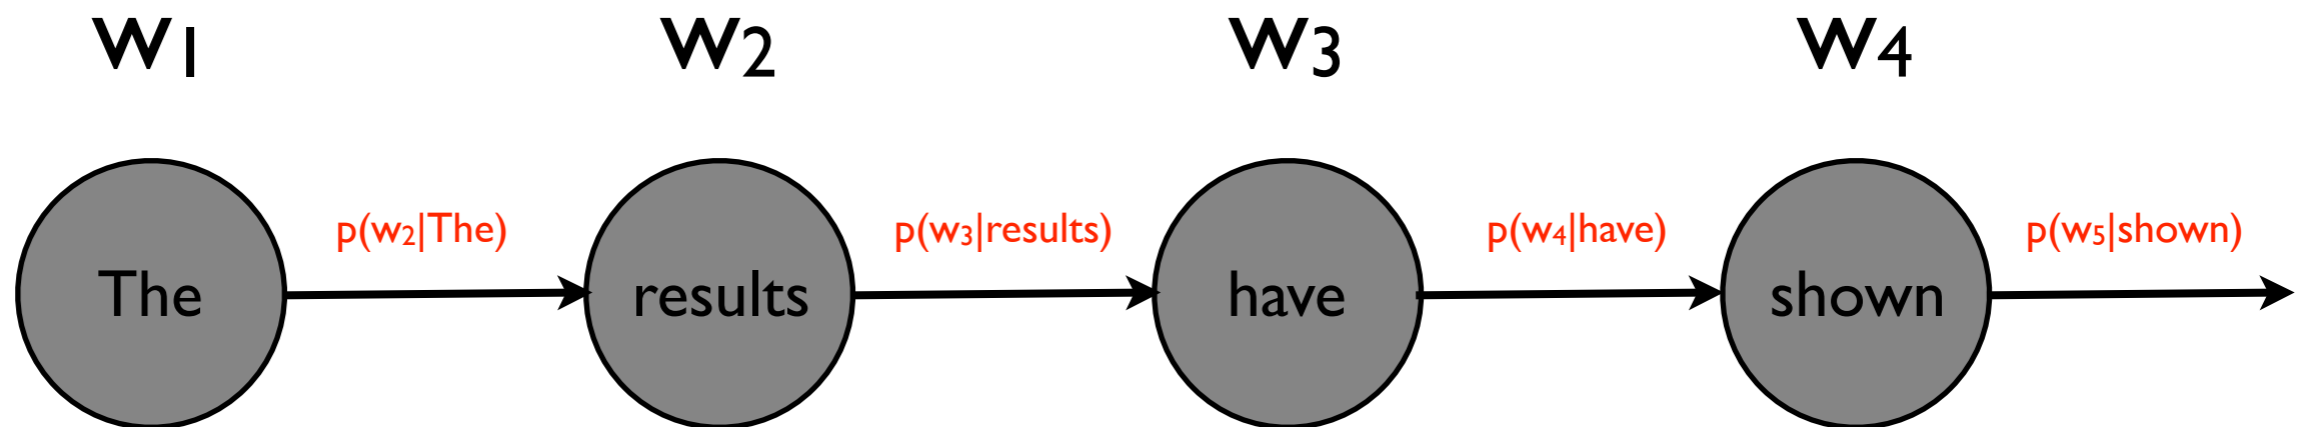 w1 w2 w3 w4
p(w2|The) p(w3|results) p(w4|have) p(w5|shown)
The results have shown